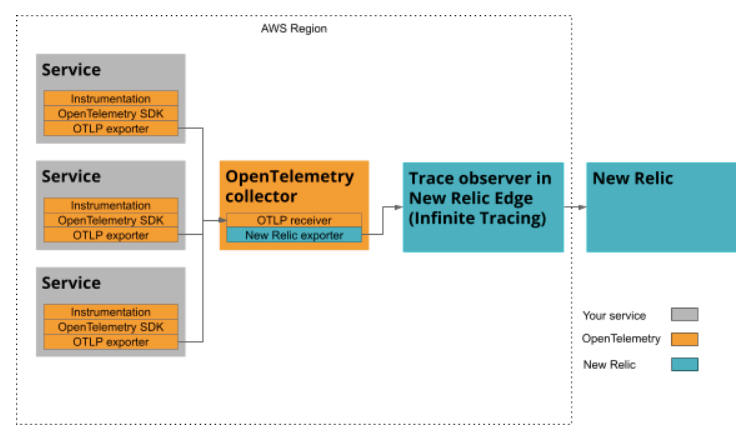 AWS Region
Service
Instrumentation
OpenTelemetry SDK
OTLP exporter
Service
Instrumentation
OpenTelemetry SDK
OTLP exporter
Service
Instrumentation
OpenTelemetry SDK
OTLP exporter
OpenTelemetry
collector
OTLP receiver
New Relic exporter
Trace observer in
New Relic Edge
(Infinite Tracing)
New Relic
Your service
OpenTelemetry
New Relic